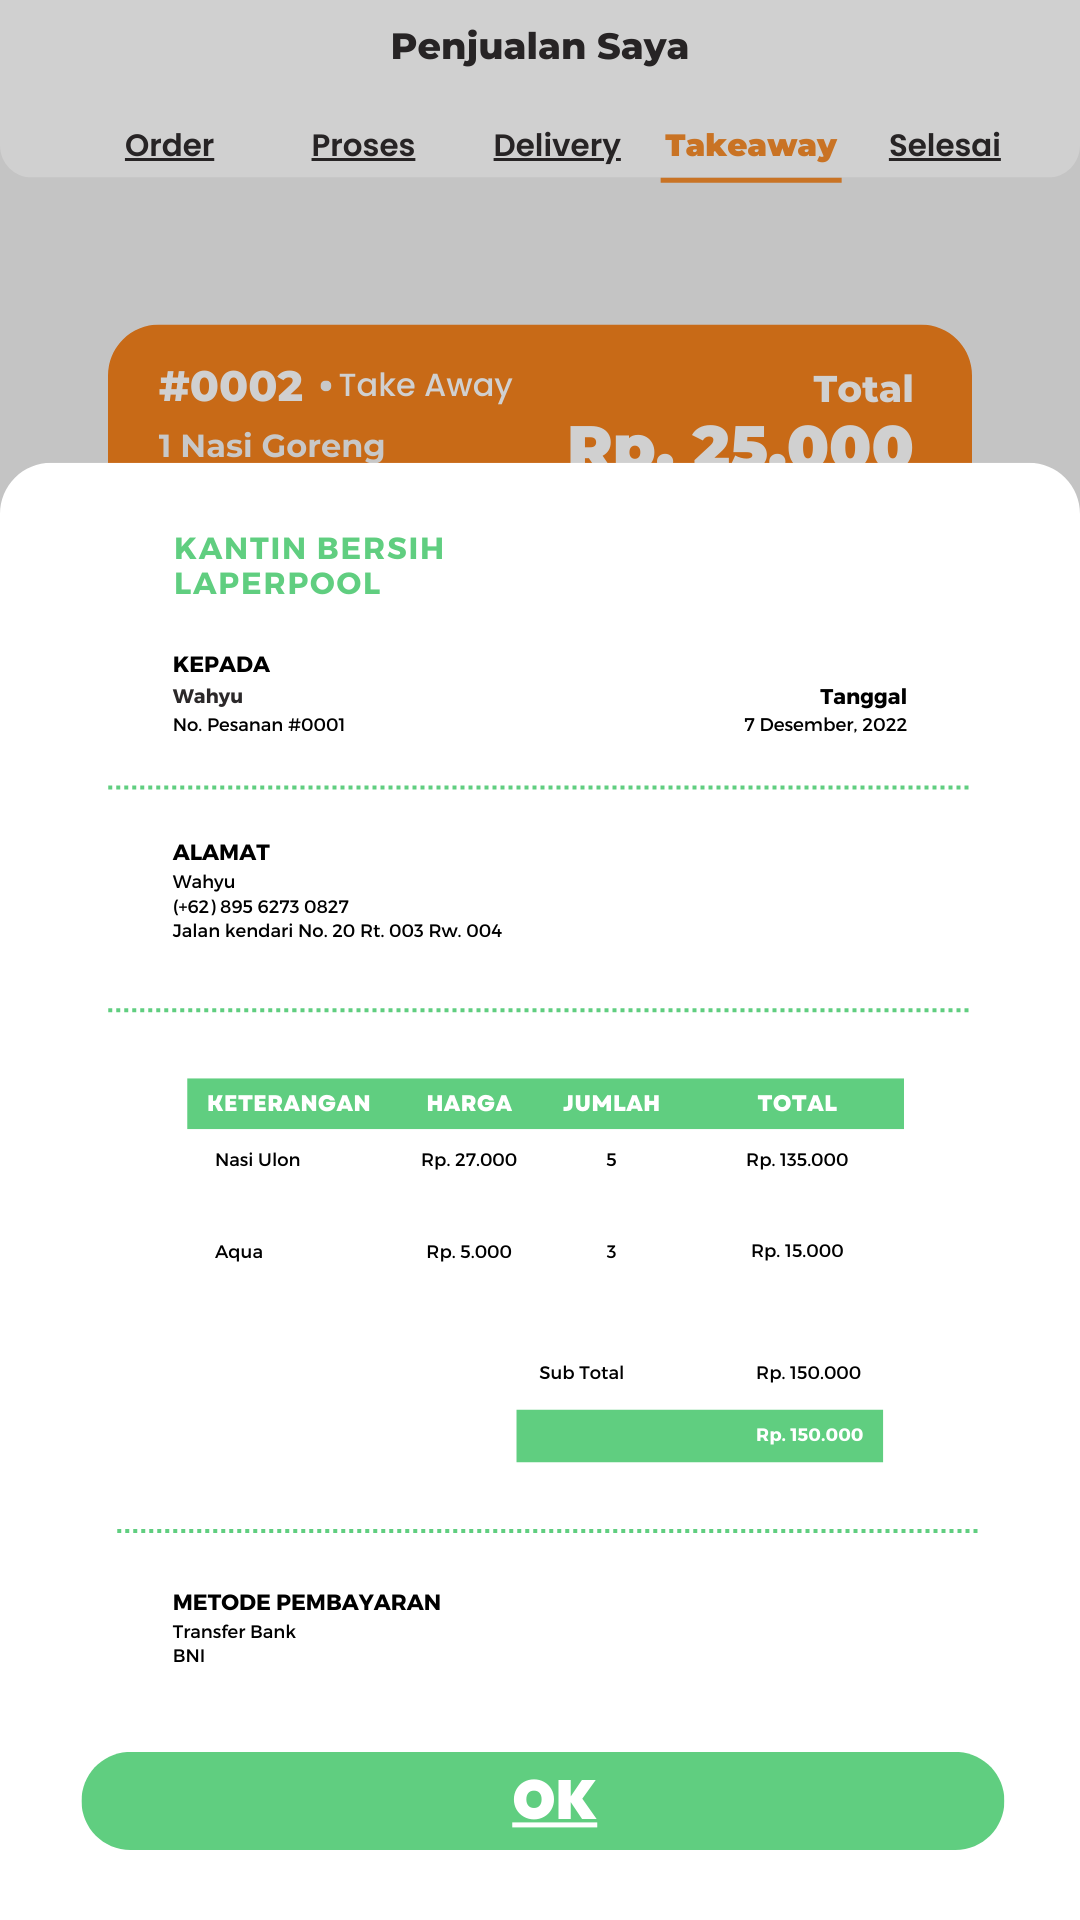 Penjualan Saya
Order Proses Delivery Takeaway Selesai
#0002 • Take Away Total
1 Nasi Goreng Rp. 25.000
KANTIN BERSIH
LAPERPOOL
KEPADA
Wahyu Tanggal
No. Pesanan #0001 7 Desember, 2022
ALAMAT
Wahyu
(+62) 895 6273 0827
Jalan kendari No. 20 Rt. 003 Rw. 004
KETERANGAN HARGA JUMLAH TOTAL
Nasi Ulon Rp. 27.000 5 Rp. 135.000
Aqua Rp. 5.000 3 Rp. 15.000
Sub Total Rp. 150.000
Rp. 150.000
METODE PEMBAYARAN
Transfer Bank
BNI
OK